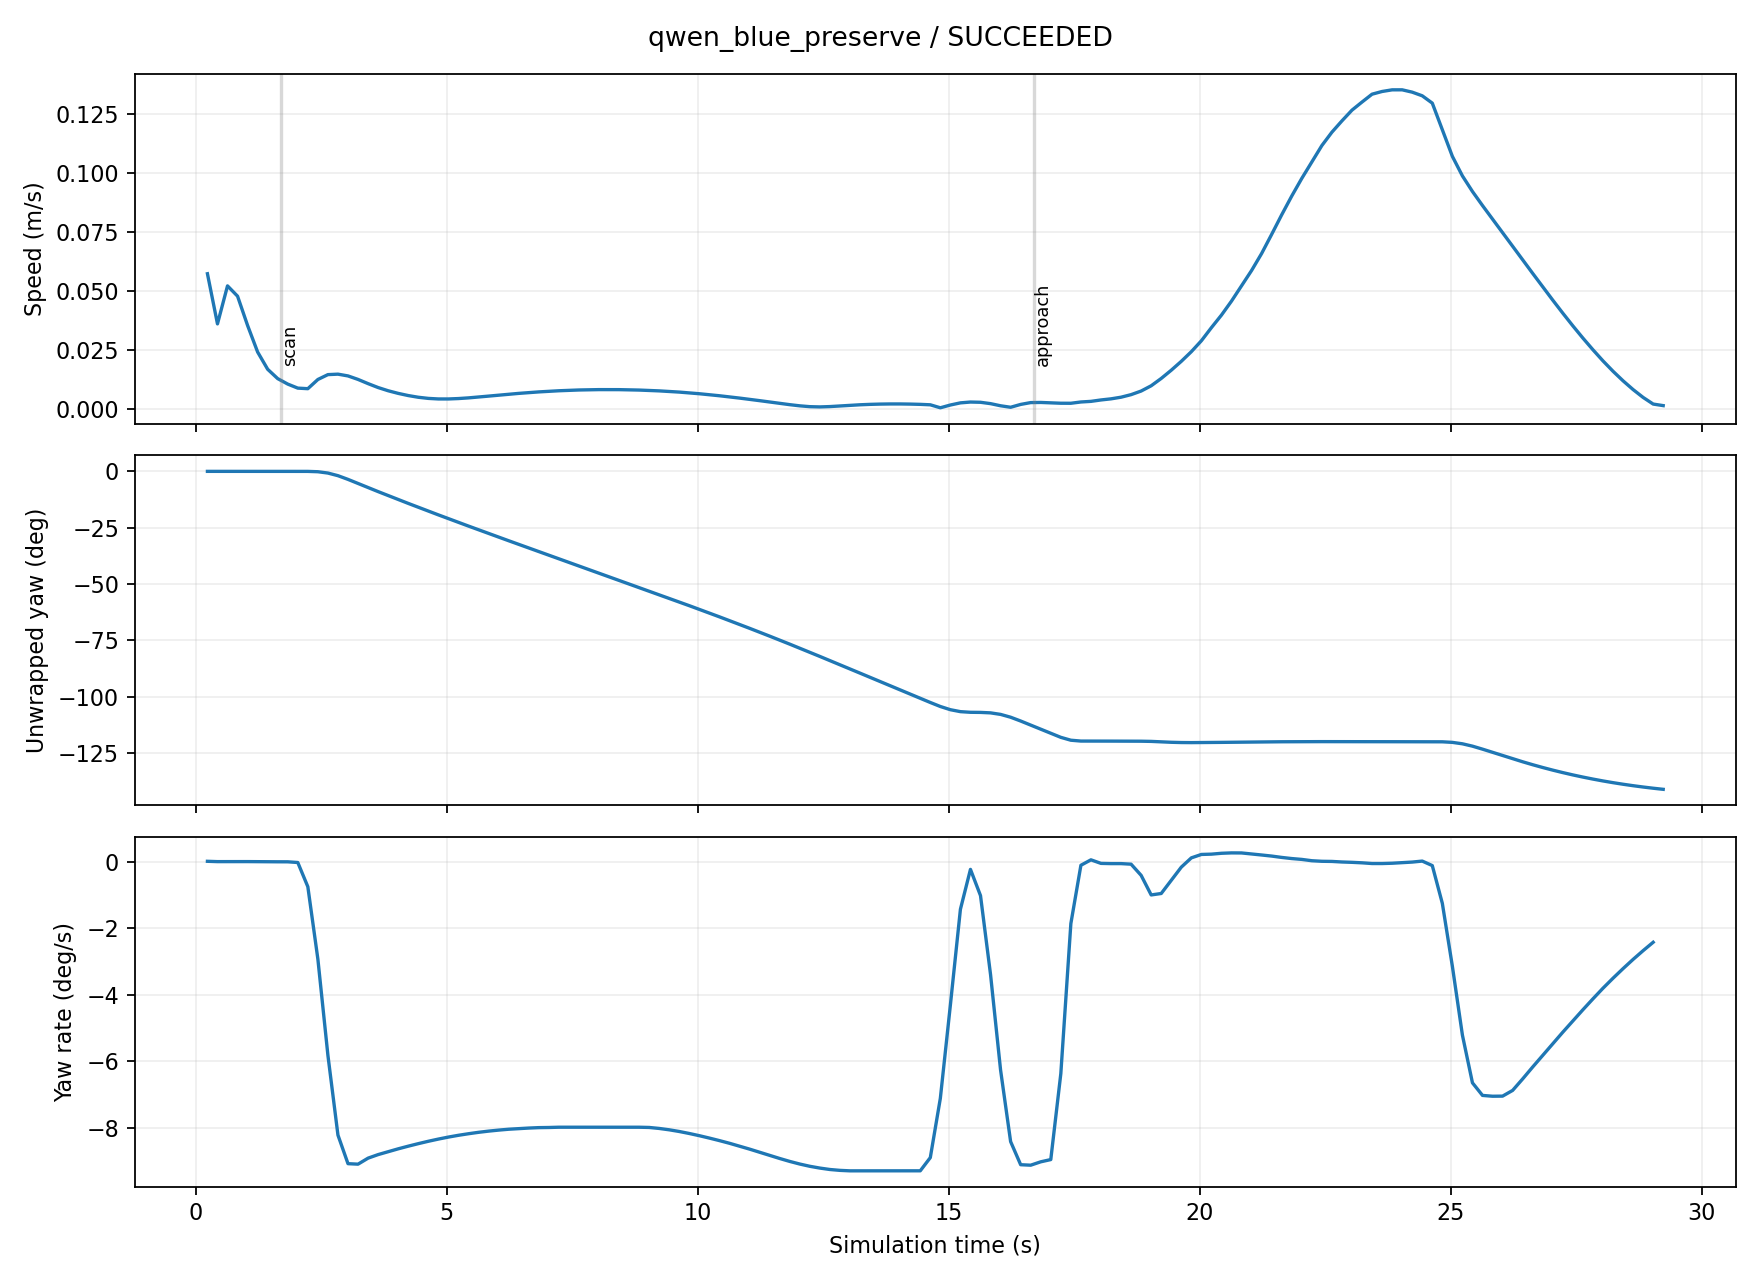 qwen_blue_preserve / SUCCEEDED
Speed (m/s)
0.125
0.100
0.075
0.050
0.025
0.000
scan
approach
Unwrapped yaw (deg)
0
−25
−50
−75
−100
−125
Yaw rate (deg/s)
0
−2
−4
−6
−8
0 5 10 15 20 25 30
Simulation time (s)